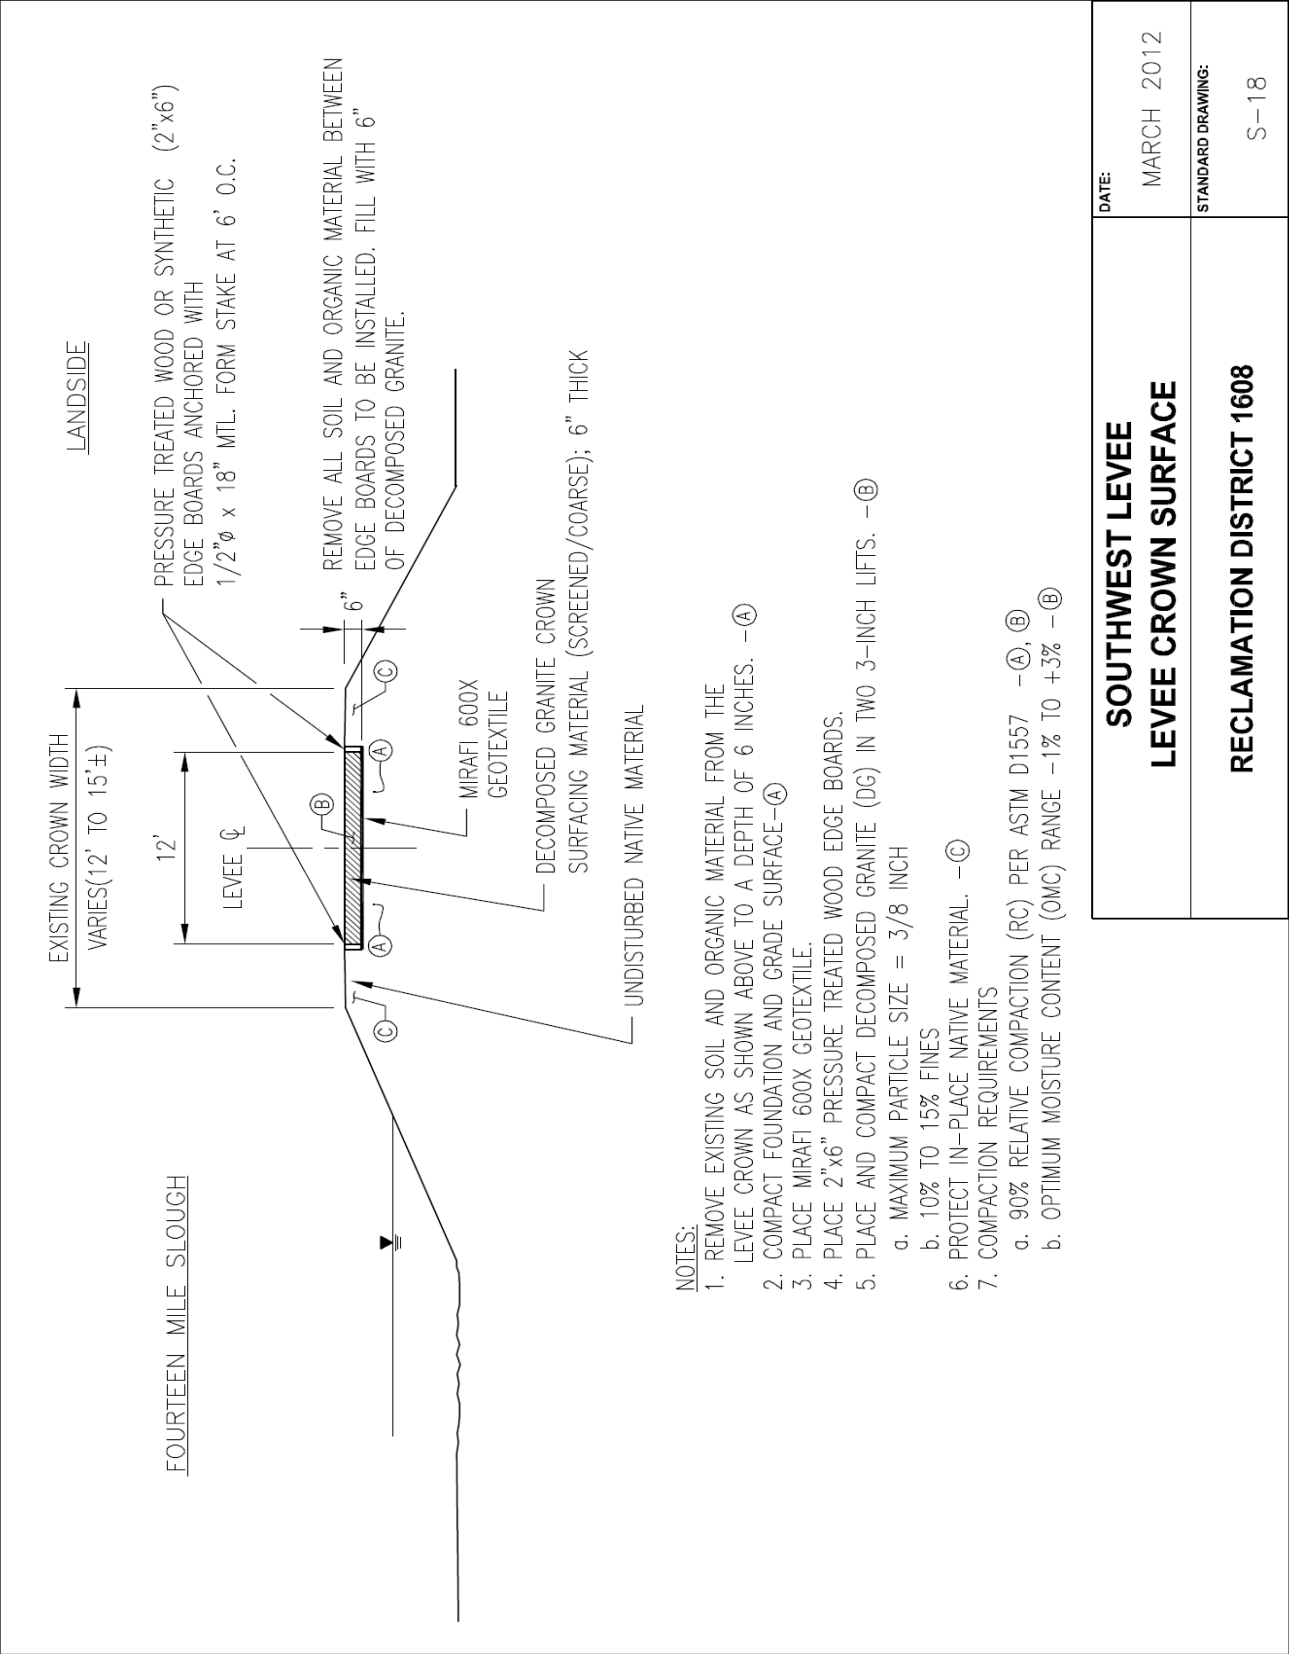 FOURTEEN MILE SLOUGH
LANDSIDE
EXISTING CROWN WIDTH
VARIES(12' TO 15'±)
12'
LEVEE ℄
PRESSURE TREATED WOOD OR SYNTHETIC (2"x6")
EDGE BOARDS ANCHORED WITH
1/2"ø x 18" MTL. FORM STAKE AT 6' O.C.
REMOVE ALL SOIL AND ORGANIC MATERIAL BETWEEN
EDGE BOARDS TO BE INSTALLED. FILL WITH 6"
OF DECOMPOSED GRANITE.
6"
B
C
A
A
C
MIRAFI 600X
GEOTEXTILE
DECOMPOSED GRANITE CROWN
SURFACING MATERIAL (SCREENED/COARSE); 6" THICK
UNDISTURBED NATIVE MATERIAL
NOTES:
1. REMOVE EXISTING SOIL AND ORGANIC MATERIAL FROM THE
LEVEE CROWN AS SHOWN ABOVE TO A DEPTH OF 6 INCHES. -Ⓐ
2. COMPACT FOUNDATION AND GRADE SURFACE-Ⓐ
3. PLACE MIRAFI 600X GEOTEXTILE.
4. PLACE 2"x6" PRESSURE TREATED WOOD EDGE BOARDS.
5. PLACE AND COMPACT DECOMPOSED GRANITE (DG) IN TWO 3-INCH LIFTS. -Ⓑ
a. MAXIMUM PARTICLE SIZE = 3/8 INCH
b. 10% TO 15% FINES
6. PROTECT IN-PLACE NATIVE MATERIAL. -Ⓒ
7. COMPACTION REQUIREMENTS
a. 90% RELATIVE COMPACTION (RC) PER ASTM D1557 -Ⓐ, Ⓑ
b. OPTIMUM MOISTURE CONTENT (OMC) RANGE -1% TO +3% -Ⓑ
SOUTHWEST LEVEE
LEVEE CROWN SURFACE
DATE:
MARCH 2012
RECLAMATION DISTRICT 1608
STANDARD DRAWING:
S-18